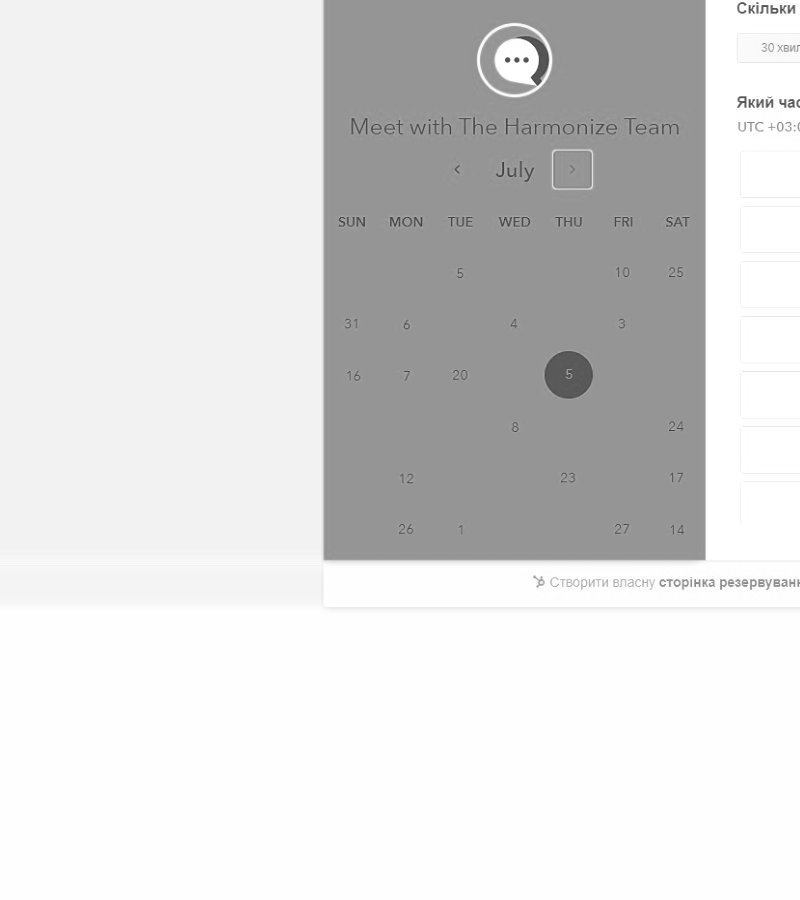 Скільки
30 хвил
Meet with The Harmonize Team
Який час
UTC +03:0
July
SUN MON TUE WED THU FRI SAT
5 10 25
31 6 4 3
16 7 20 5
8 24
12 23 17
26 1 27 14
Створити власну сторінка резервуванн